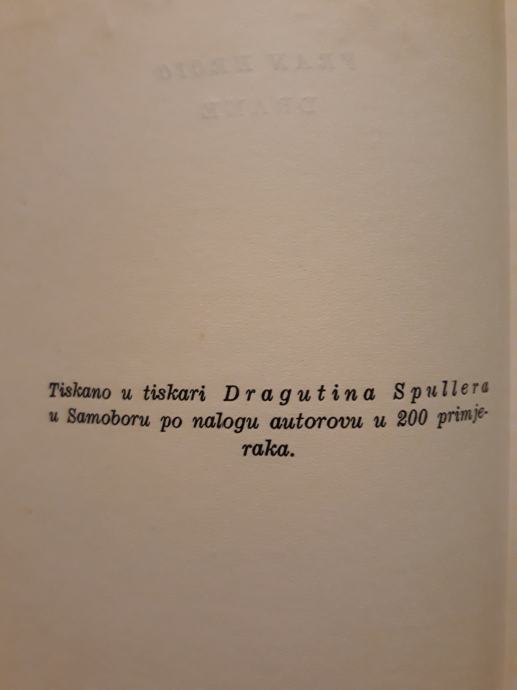 Tiskano u tiskari Dragutina Spullera
u Samoboru po nalogu autorovu u 200 primje-
raka.